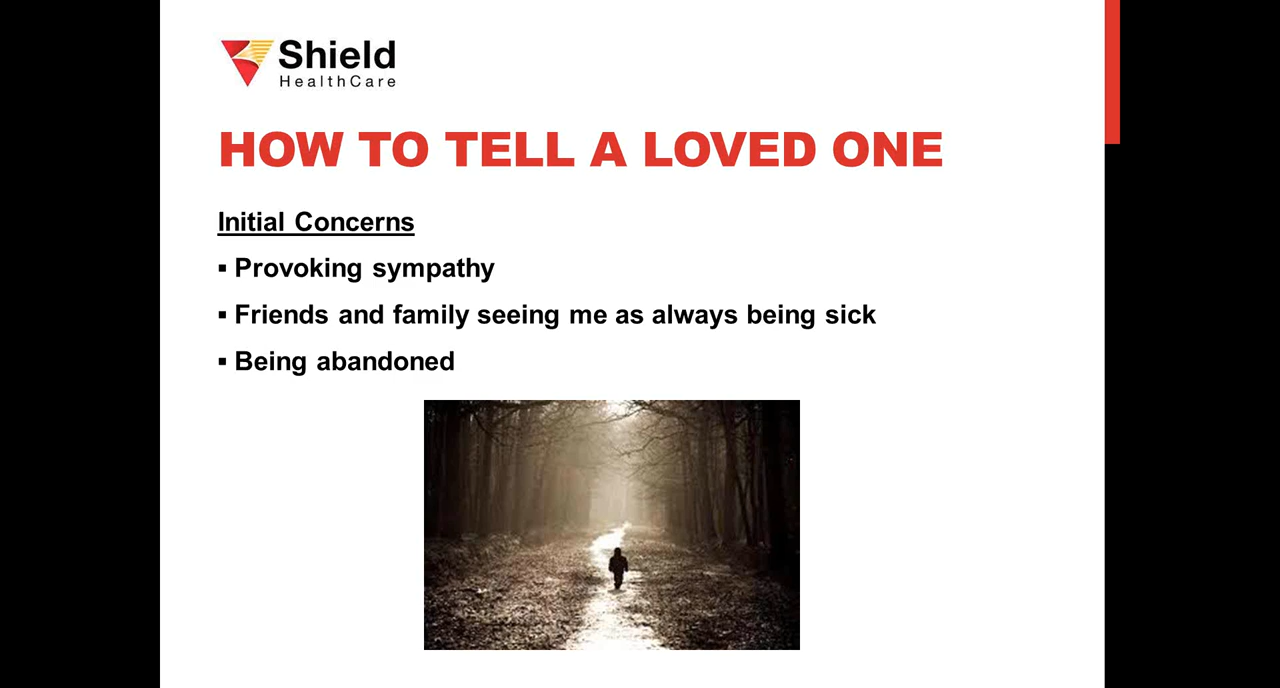 Shield
HealthCare
HOW TO TELL A LOVED ONE
Initial Concerns
▪ Provoking sympathy
▪ Friends and family seeing me as always being sick
▪ Being abandoned